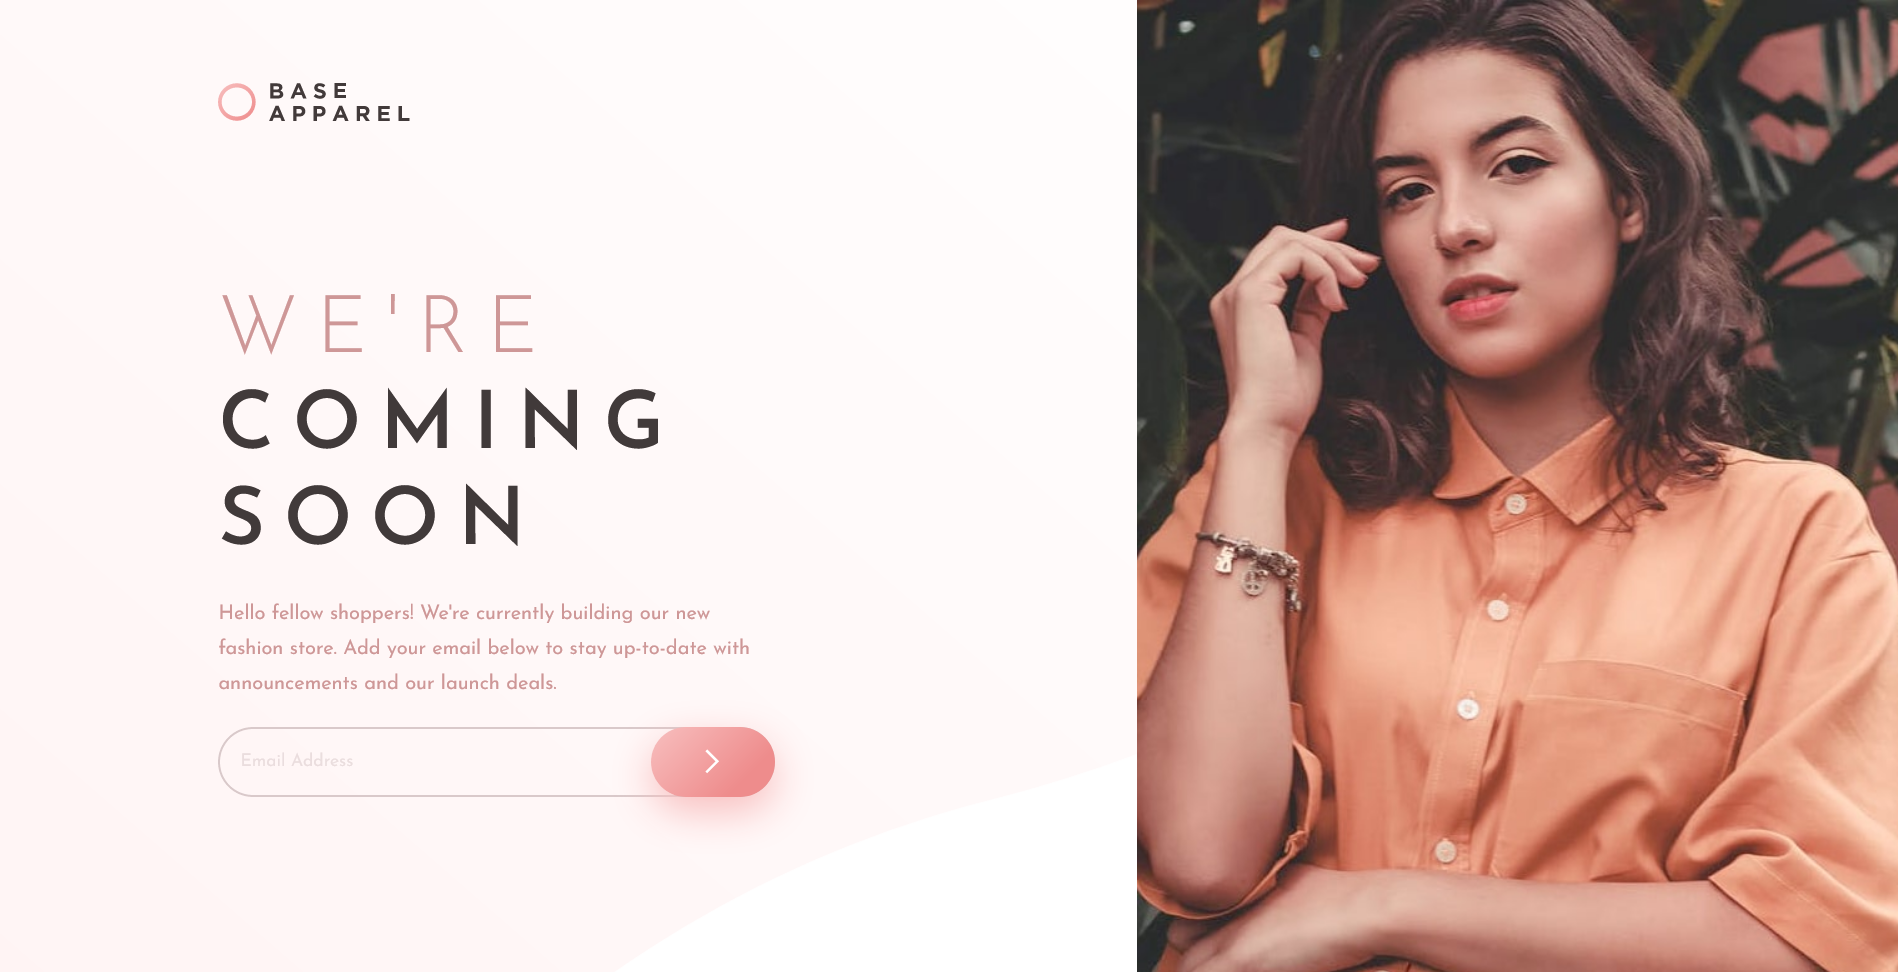 BASE
APPAREL
WE'RE
COMING
SOON
Hello fellow shoppers! We're currently building our new
fashion store. Add your email below to stay up-to-date with
announcements and our launch deals.
Email Address